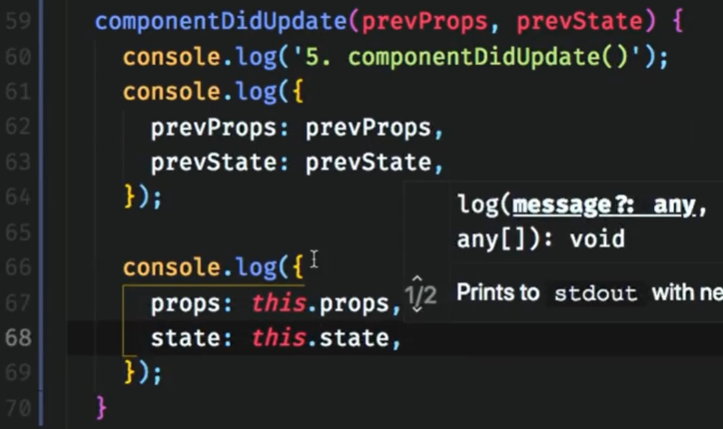 59 componentDidUpdate(prevProps, prevState) {
60 console.log('5. componentDidUpdate()');
61 console.log({
62 prevProps: prevProps,
63 prevState: prevState,
64 });
65
66 console.log({
67 props: this.props,
68 state: this.state,
69 });
70 }
log(message?: any,
any[]): void
1/2 Prints to stdout with ne